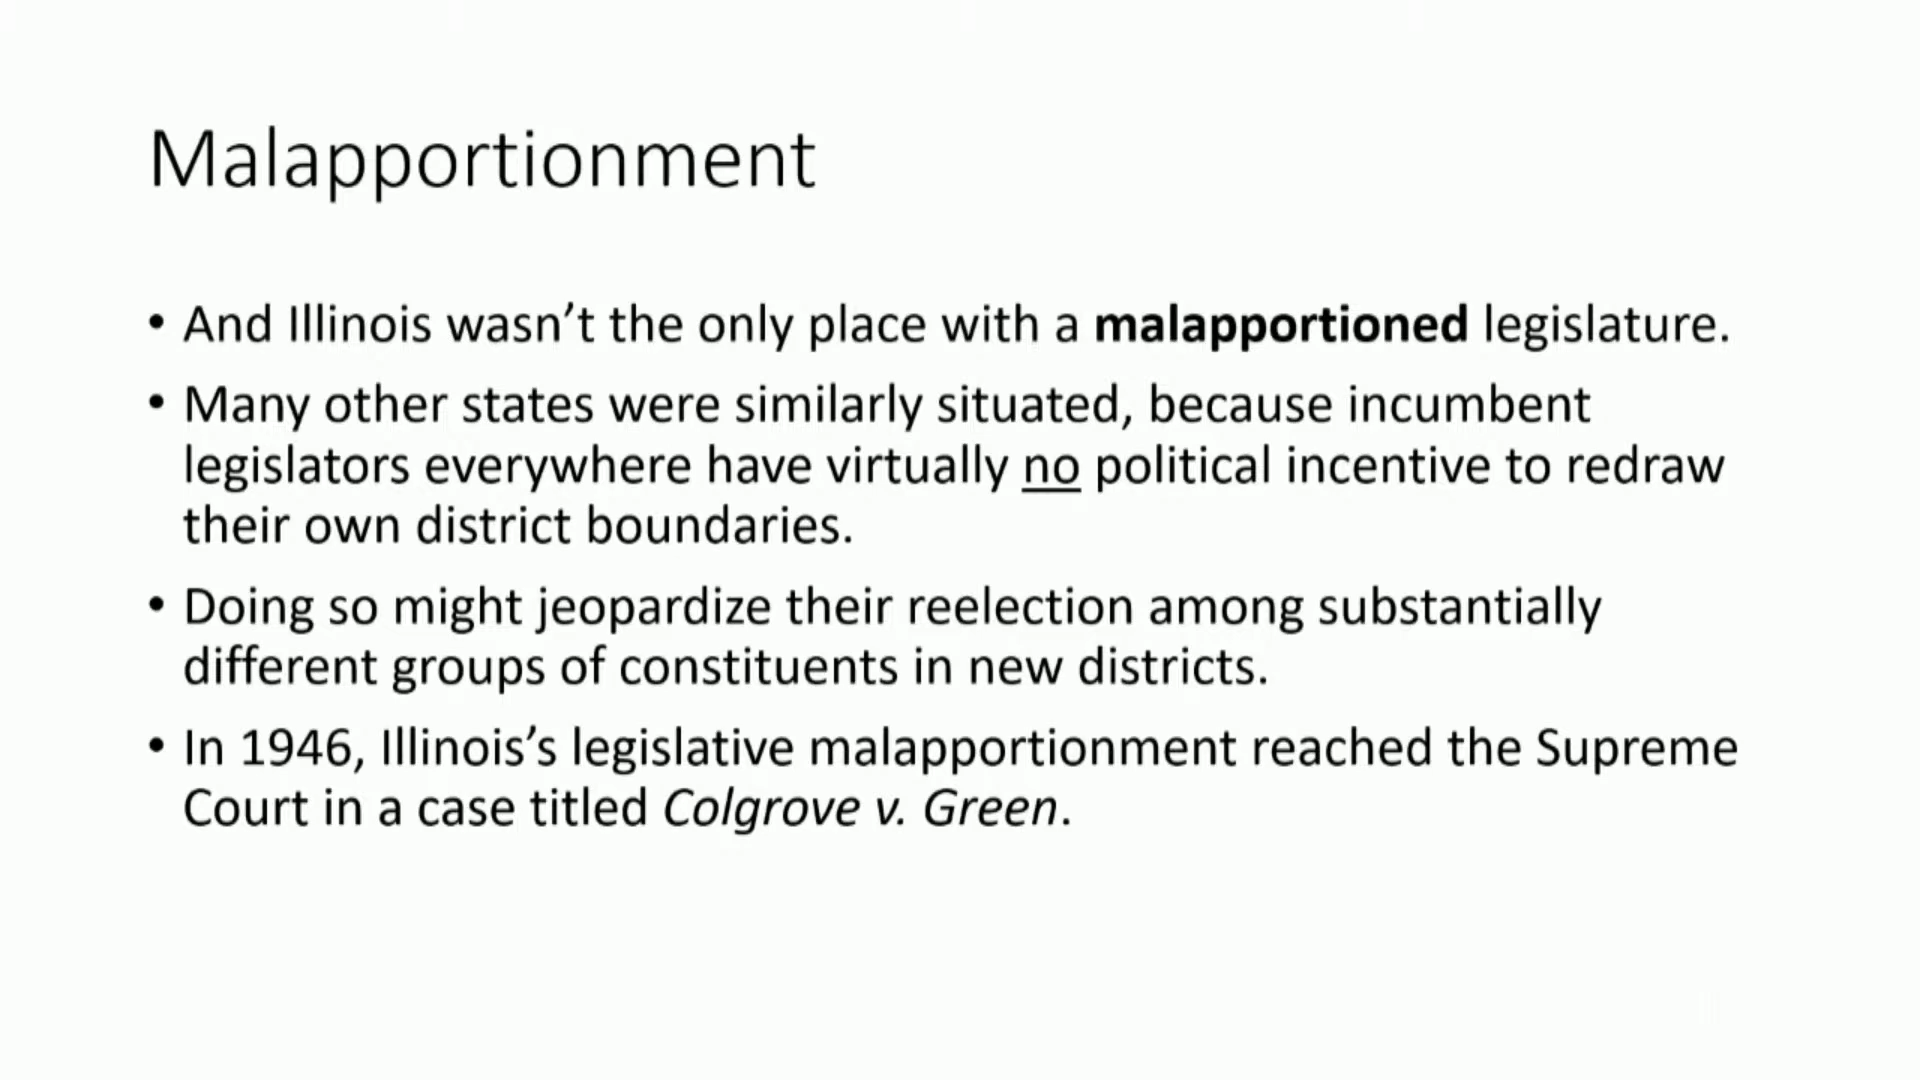 Malapportionment
• And Illinois wasn’t the only place with a malapportioned legislature.
• Many other states were similarly situated, because incumbent
legislators everywhere have virtually no political incentive to redraw
their own district boundaries.
• Doing so might jeopardize their reelection among substantially
different groups of constituents in new districts.
• In 1946, Illinois’s legislative malapportionment reached the Supreme
Court in a case titled Colgrove v. Green.